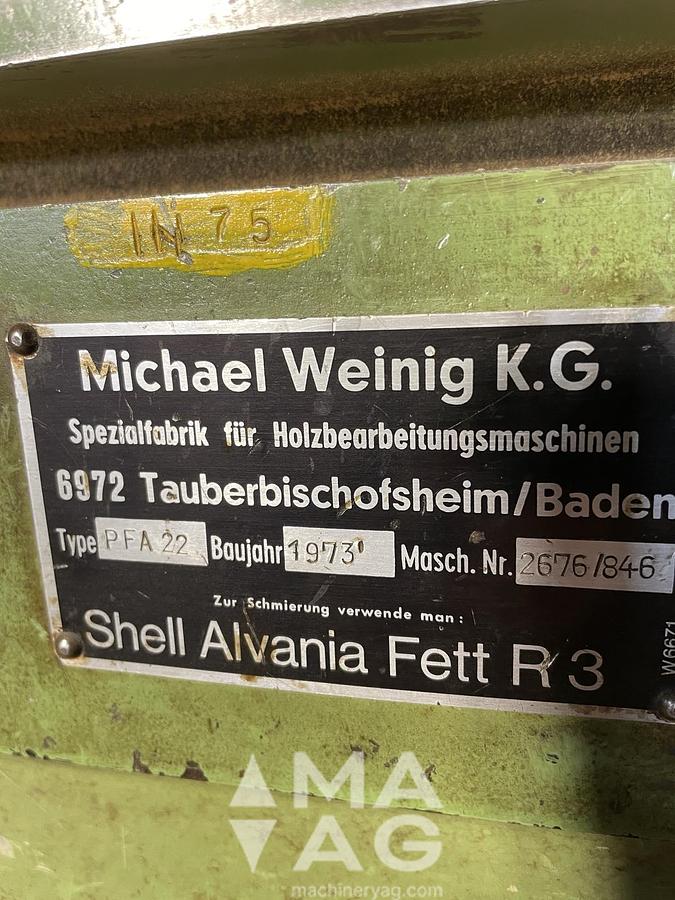 IN 75
Michael Weinig K.G.
Spezialfabrik für Holzbearbeitungsmaschinen
6972 Tauberbischofsheim/Baden
Type PFA 22 Baujahr 1973 Masch. Nr. 2676/846
Zur Schmierung verwende man:
Shell Alvania Fett R 3
W6671
MA
AG
machineryag.com